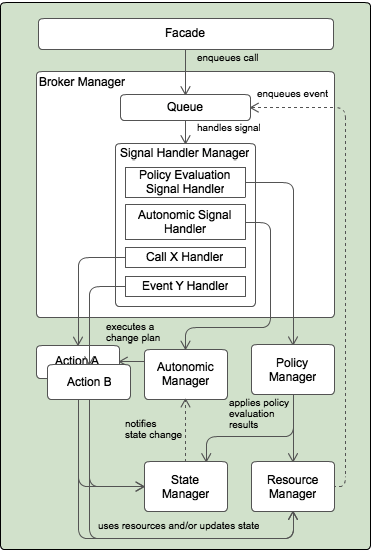 Facade
enqueues call
Broker Manager
enqueues event
Queue
handles signal
Signal Handler Manager
Policy Evaluation
Signal Handler
Autonomic Signal
Handler
Call X Handler
Event Y Handler
executes a
change plan
Action A
Action B
Autonomic
Manager
Policy
Manager
applies policy
evaluation
results
notifies
state change
State
Manager
Resource
Manager
uses resources and/or updates state